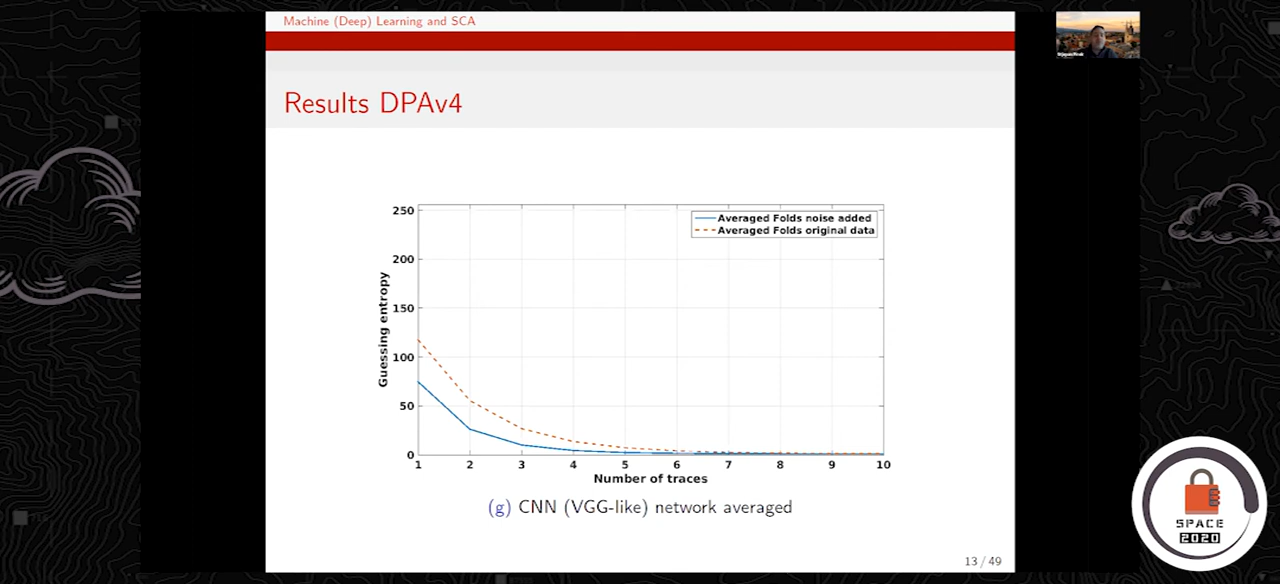 Machine (Deep) Learning and SCA
Results DPAv4
250
200
150
100
50
0
Guessing entropy
Averaged Folds noise added
Averaged Folds original data
1 2 3 4 5 6 7 8 9 10
Number of traces
(g) CNN (VGG-like) network averaged
13 / 49
SPACE
2020